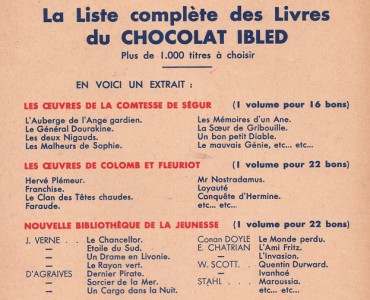 La Liste complète des Livres
du CHOCOLAT IBLED
Plus de 1.000 titres à choisir
EN VOICI UN EXTRAIT :
LES ŒUVRES DE LA COMTESSE DE SÉGUR (1 volume pour 16 bons)
L'Auberge de l'Ange gardien. Les Mémoires d'un Ane.
Le Général Dourakine. La Sœur de Gribouille.
Les deux Nigauds. Un bon petit Diable.
Les Malheurs de Sophie. Le mauvais Génie, etc... etc...
LES ŒUVRES DE COLOMB ET FLEURIOT (1 volume pour 22 bons)
Hervé Plémeur. Mr Nostradamus.
Franchise. Loyauté
Le Clan des Têtes chaudes. Conquête d'Hermine.
Faraude. etc... etc...
NOUVELLE BIBLIOTHÈQUE DE LA JEUNESSE (1 volume pour 22 bons)
J. VERNE . . Le Chancellor. Conan DOYLE Le Monde perdu.
— Etoile du Sud. E. CHATRIAN . L'Ami Fritz.
— Un Drame en Livonie. — L'Invasion.
— Le Rayon vert. W. SCOTT. . Quentin Durward.
D'AGRAIVES . Dernier Pirate. — Ivanhoé
— Sorcier de la Mer. STAHL . . Maroussia.
— Un Cargo dans la Nuit. etc... etc...